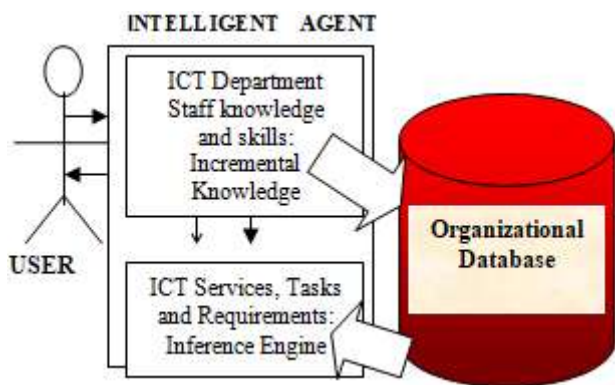 INTELLIGENT AGENT
ICT Department
Staff knowledge
and skills:
Incremental
Knowledge
USER
ICT Services, Tasks
and Requirements:
Inference Engine
Organizational
Database